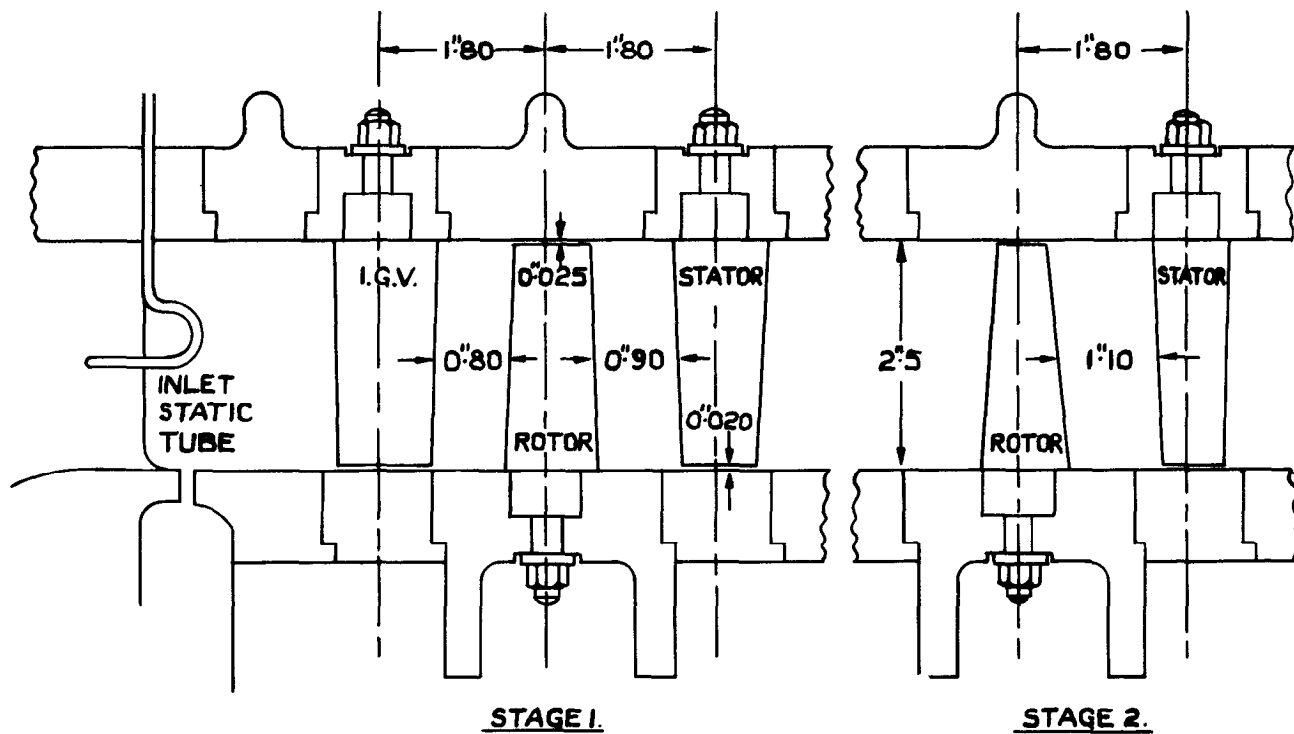 1".80
1".80
1".80
I.G.V.
0".025
STATOR
STATOR
0".80
0".90
2".5
1".10
INLET
STATIC
TUBE
0".020
ROTOR
ROTOR
STAGE 1.
STAGE 2.